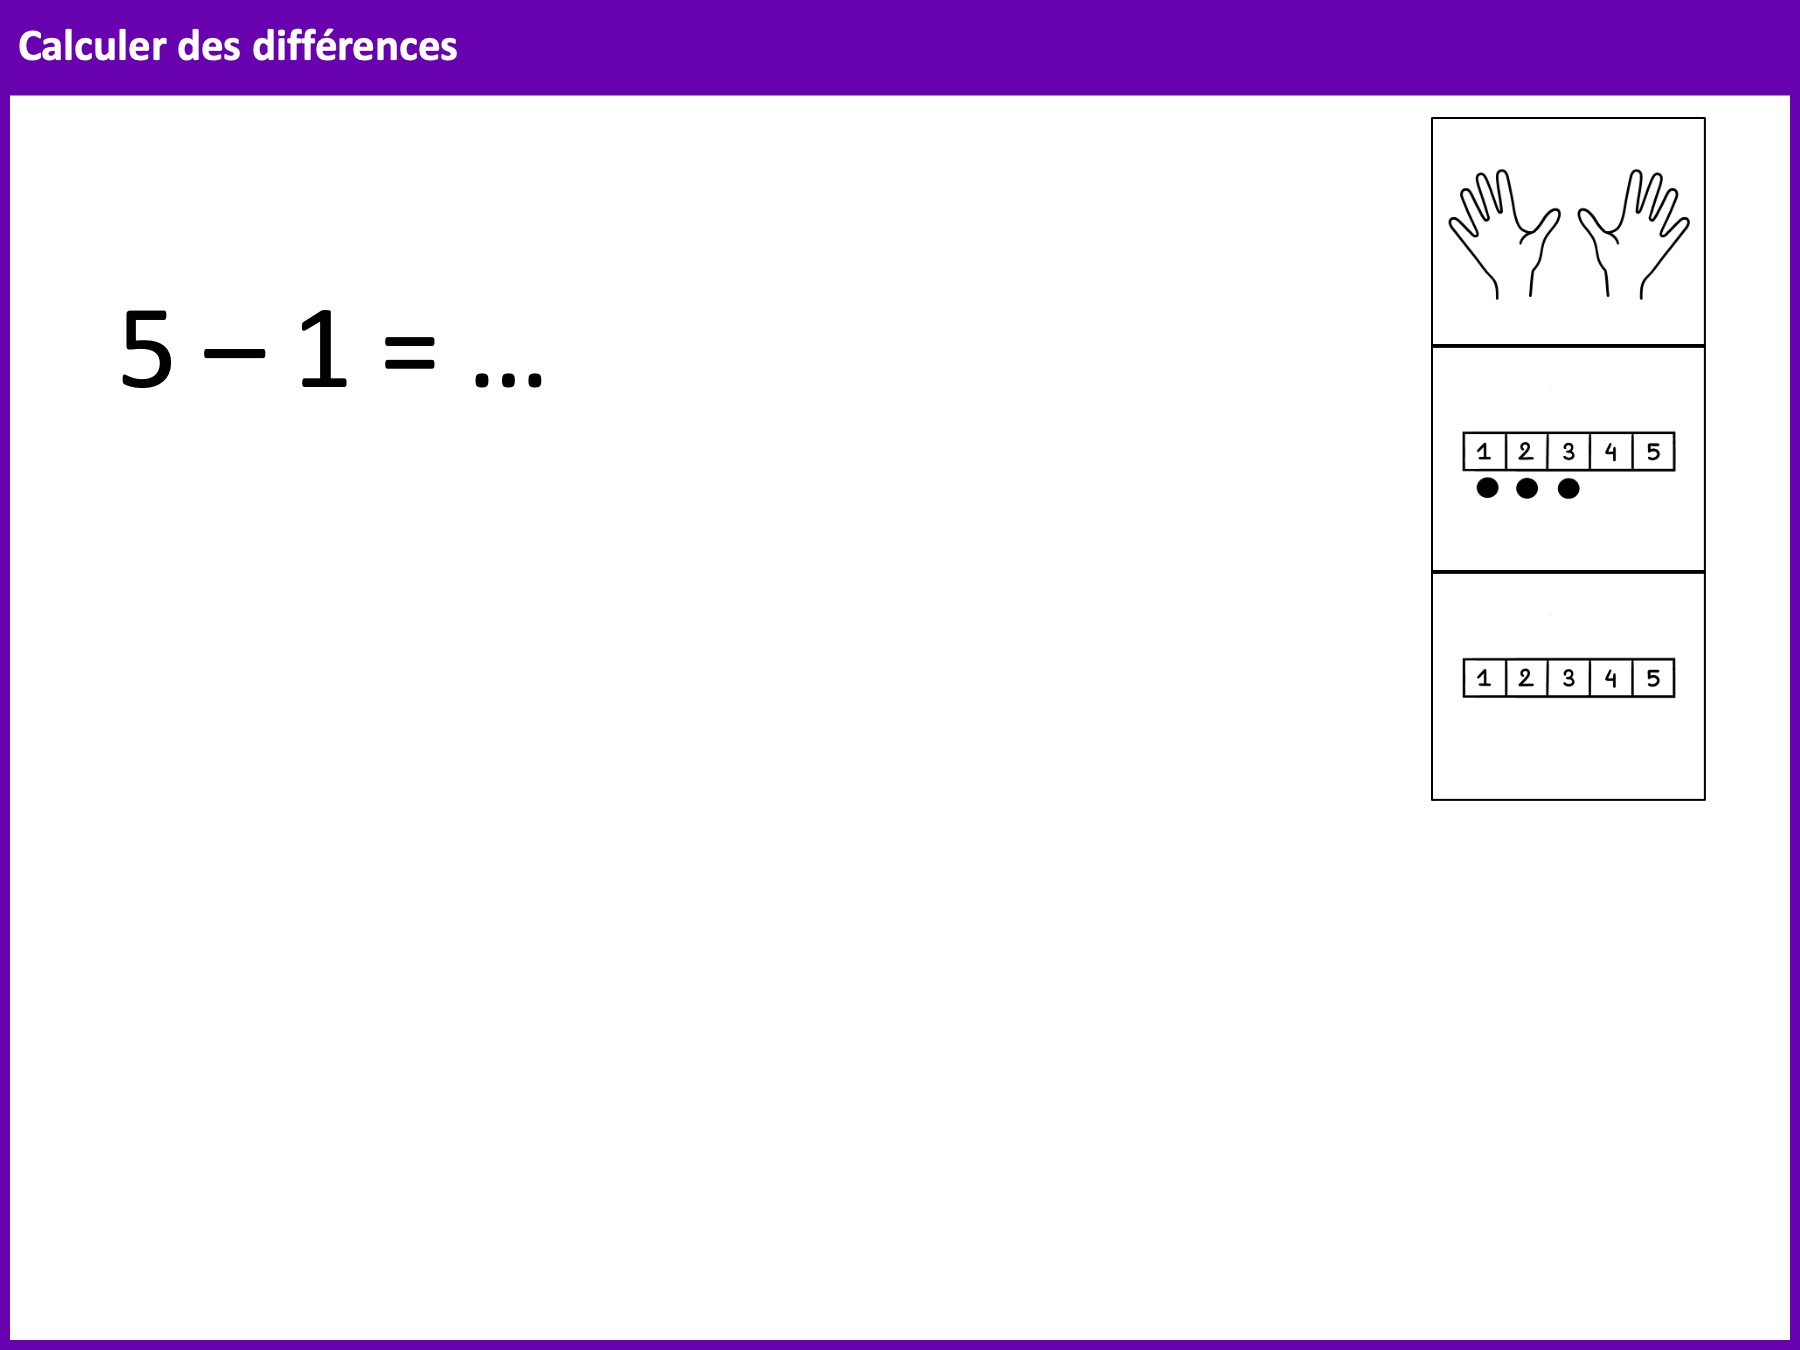 Calculer des différences
5 – 1 = ...
1 2 3 4 5
1 2 3 4 5